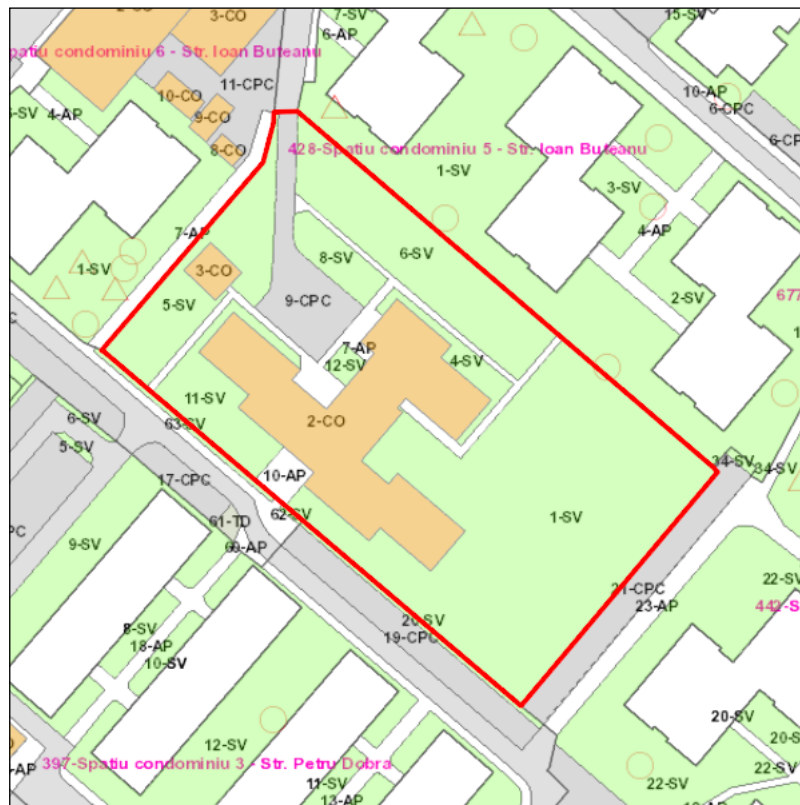 3-CO
7-SV
15-SV
6-AP
patiu condominiu 6 - Str. Ioan Buteanu
11-CPC
10-CO
10-AP
6-CPC
4-AP
9-CO
8-CO
428-Spatiu condominiu 5 - Str. Ioan Buteanu
1-SV
3-SV
7-AP
4-AP
6-SV
8-SV
1-SV
3-CO
2-SV
677
5-SV
9-CPC
7-AP
12-SV
4-SV
11-SV
6-SV
63-SV
2-CO
5-SV
34-SV
34-SV
10-AP
17-CPC
62-SV
1-SV
61-TD
9-SV
60-AP
22-SV
21-CPC
23-AP
442-S
20-SV
8-SV
19-CPC
18-AP
10-SV
20-SV
12-SV
397-Spatiu condominiu 3 - Str. Petru Dobra
-AP
22-SV
11-SV
22-SV
13-AP